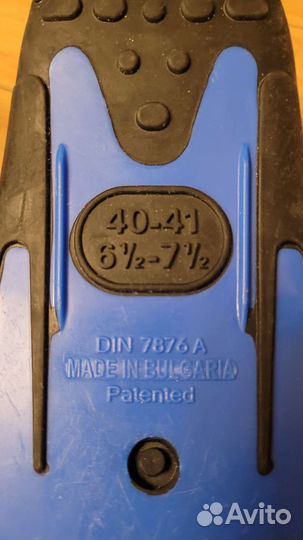 40-41
6½-7½
DIN 7876 A
MADE IN BULGARIA
Patented
Avito